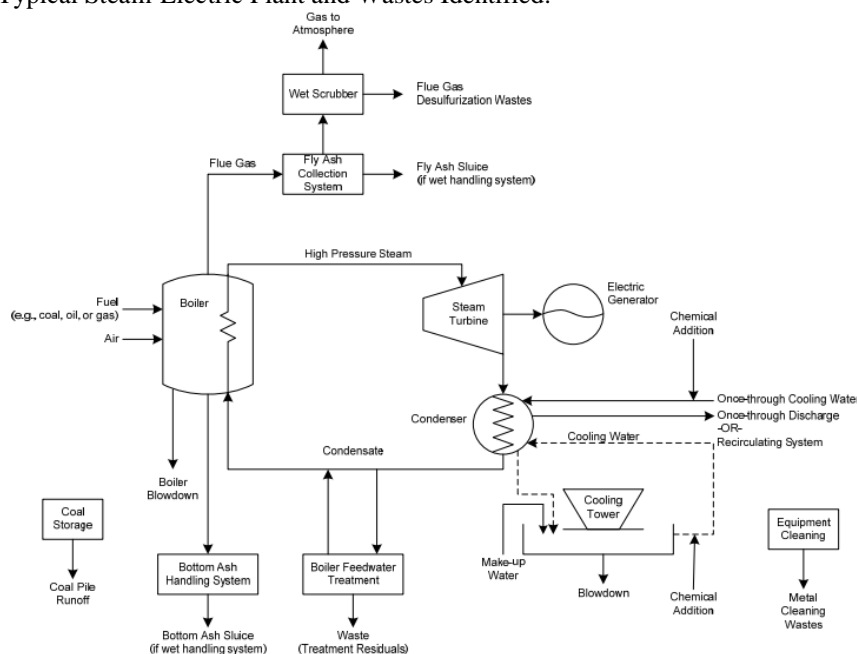 Typical Steam-Electric Plant and Wastes Identified.
Gas to
Atmosphere
Wet Scrubber
Flue Gas
Desulfurization Wastes
Flue Gas
Fly Ash
Collection
System
Fly Ash Sluice
(if wet handling system)
High Pressure Steam
Boiler
Fuel
(e.g., coal, oil, or gas)
Air
Steam
Turbine
Electric
Generator
Chemical
Addition
Condenser
Once-through Cooling Water
Once-through Discharge
-OR-
Recirculating System
Cooling Water
Condensate
Boiler
Blowdown
Coal
Storage
Coal Pile
Runoff
Bottom Ash
Handling System
Bottom Ash Sluice
(if wet handling system)
Boiler Feedwater
Treatment
Waste
(Treatment Residuals)
Cooling
Tower
Make-up
Water
Blowdown
Chemical
Addition
Equipment
Cleaning
Metal
Cleaning
Wastes